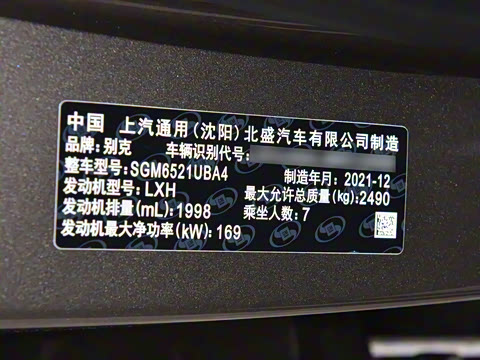 中国 上汽通用(沈阳)北盛汽车有限公司制造
品牌:别克 车辆识别代号:
整车型号:SGM6521UBA4 制造年月:2021-12
发动机型号:LXH 最大允许总质量(kg):2490
发动机排量(mL):1998 乘坐人数:7
发动机最大净功率(kW):169